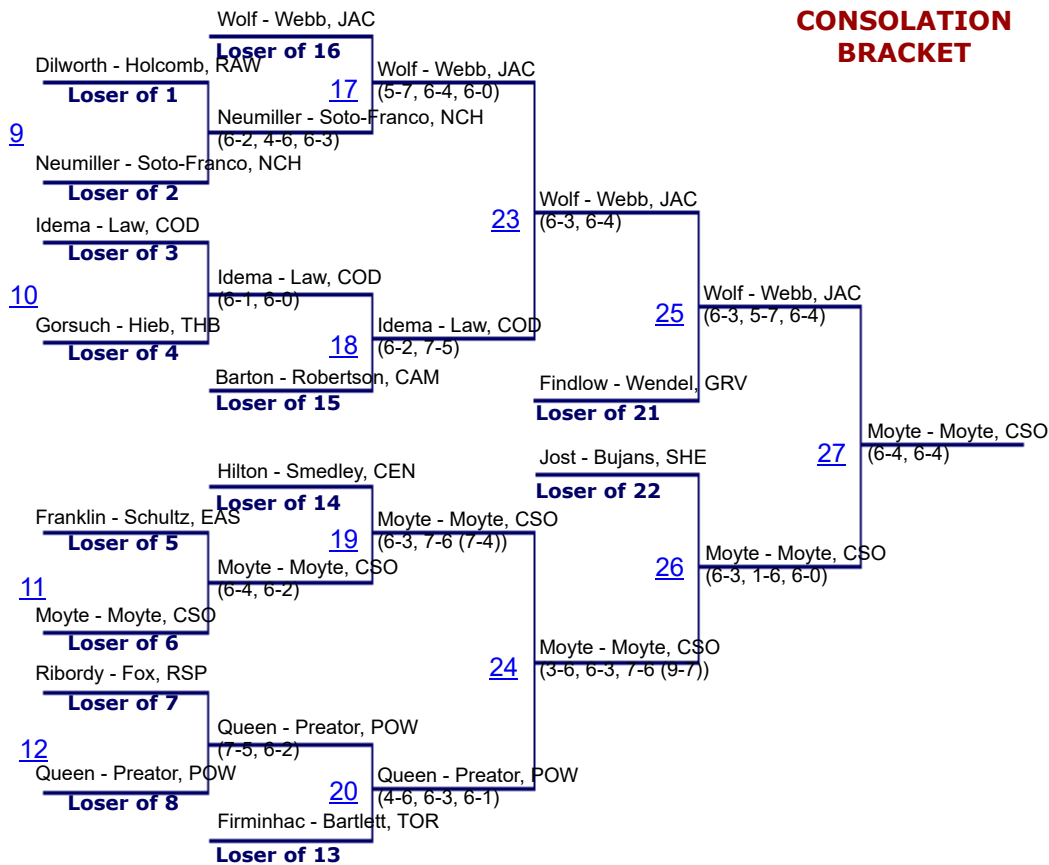 CONSOLATION
BRACKET
Wolf - Webb, JAC
Loser of 16
Dilworth - Holcomb, RAW
Loser of 1
17
Wolf - Webb, JAC
(5-7, 6-4, 6-0)
9
Neumiller - Soto-Franco, NCH
(6-2, 4-6, 6-3)
Neumiller - Soto-Franco, NCH
Loser of 2
23
Wolf - Webb, JAC
(6-3, 6-4)
Idema - Law, COD
Loser of 3
10
Idema - Law, COD
(6-1, 6-0)
Gorsuch - Hieb, THB
Loser of 4
18
Idema - Law, COD
(6-2, 7-5)
Barton - Robertson, CAM
Loser of 15
25
Wolf - Webb, JAC
(6-3, 5-7, 6-4)
Findlow - Wendel, GRV
Loser of 21
27
Moyte - Moyte, CSO
(6-4, 6-4)
Jost - Bujans, SHE
Loser of 22
Hilton - Smedley, CEN
Loser of 14
Franklin - Schultz, EAS
Loser of 5
19
Moyte - Moyte, CSO
(6-3, 7-6 (7-4))
11
Moyte - Moyte, CSO
(6-4, 6-2)
26
Moyte - Moyte, CSO
(6-3, 1-6, 6-0)
Moyte - Moyte, CSO
Loser of 6
24
Moyte - Moyte, CSO
(3-6, 6-3, 7-6 (9-7))
Ribordy - Fox, RSP
Loser of 7
12
Queen - Preator, POW
(7-5, 6-2)
Queen - Preator, POW
Loser of 8
20
Queen - Preator, POW
(4-6, 6-3, 6-1)
Firminhac - Bartlett, TOR
Loser of 13